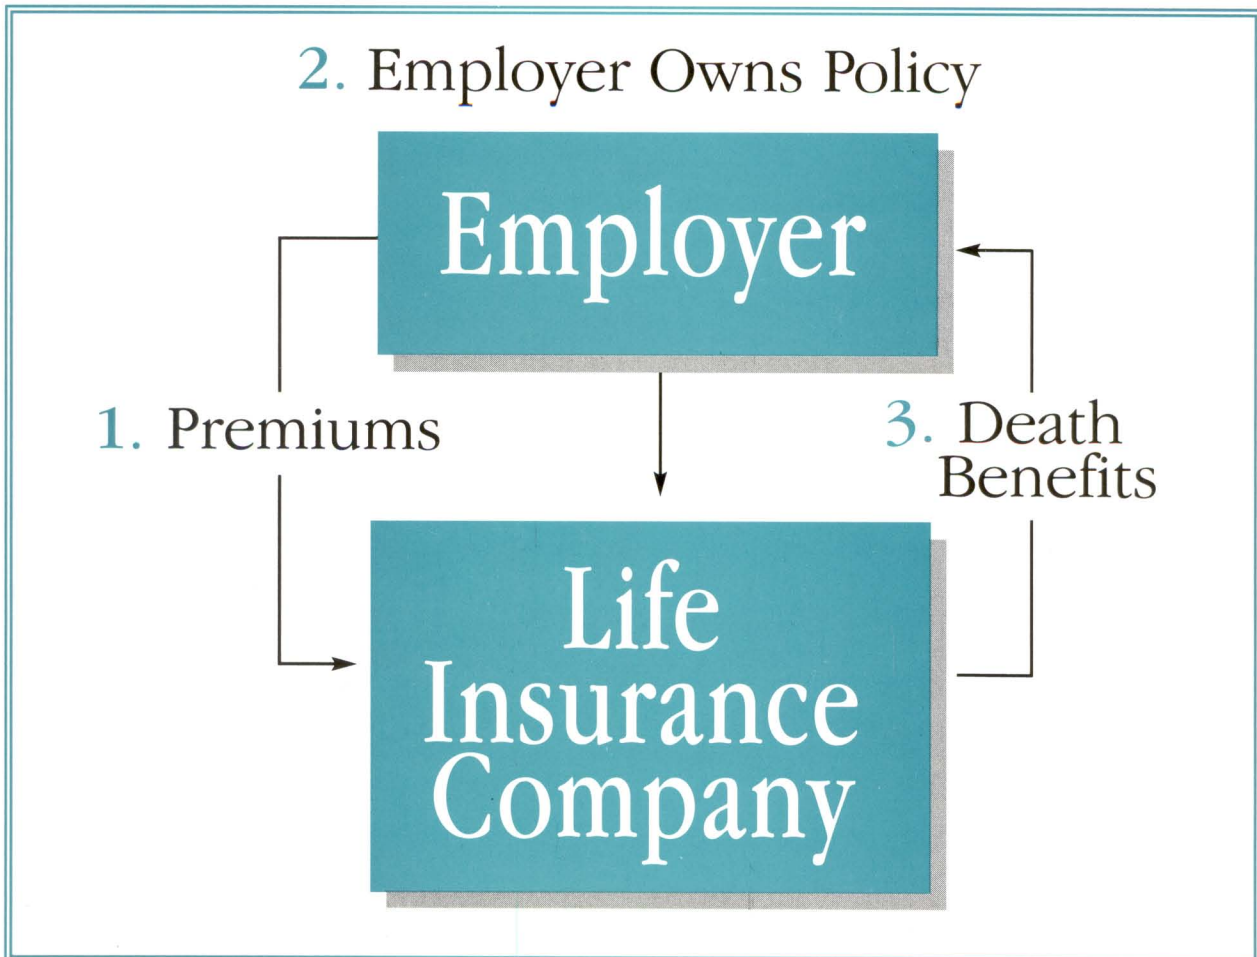 2. Employer Owns Policy
Employer
1. Premiums
3. Death
Benefits
Life
Insurance
Company